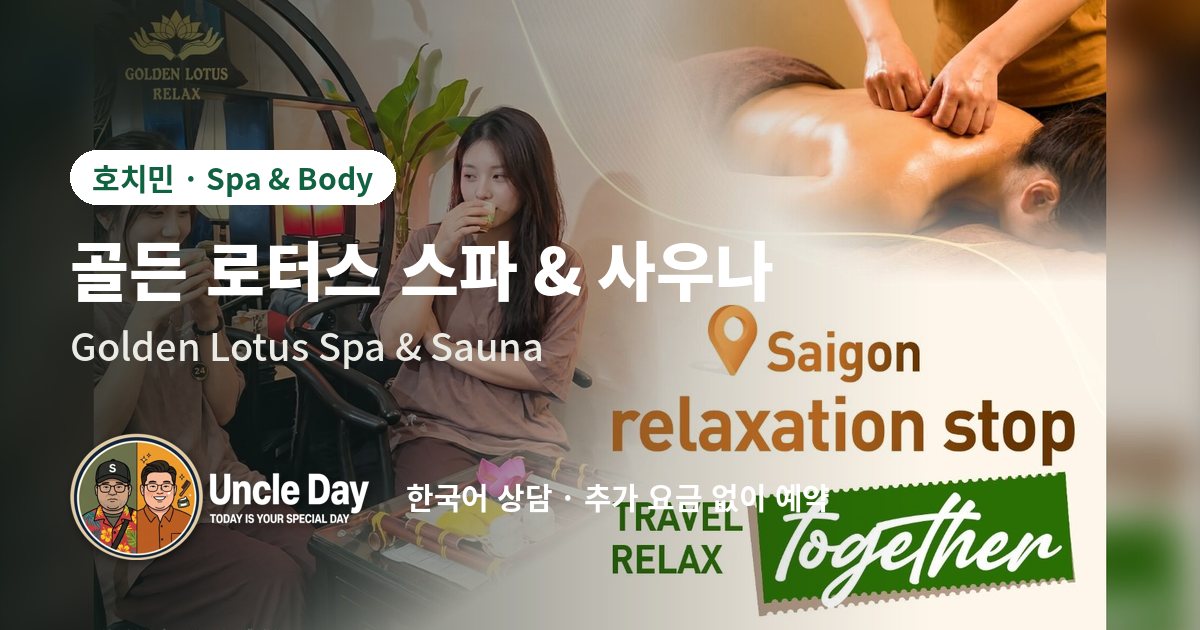 GOLDEN LOTUS
RELAX
호치민 · Spa & Body
골든 로터스 스파 & 사우나
Golden Lotus Spa & Sauna
24
Saigon
relaxation stop
S
Uncle Day
TODAY IS YOUR SPECIAL DAY
한국어 상담 · 추가 요금 없이 예약
TRAVEL
RELAX
Together